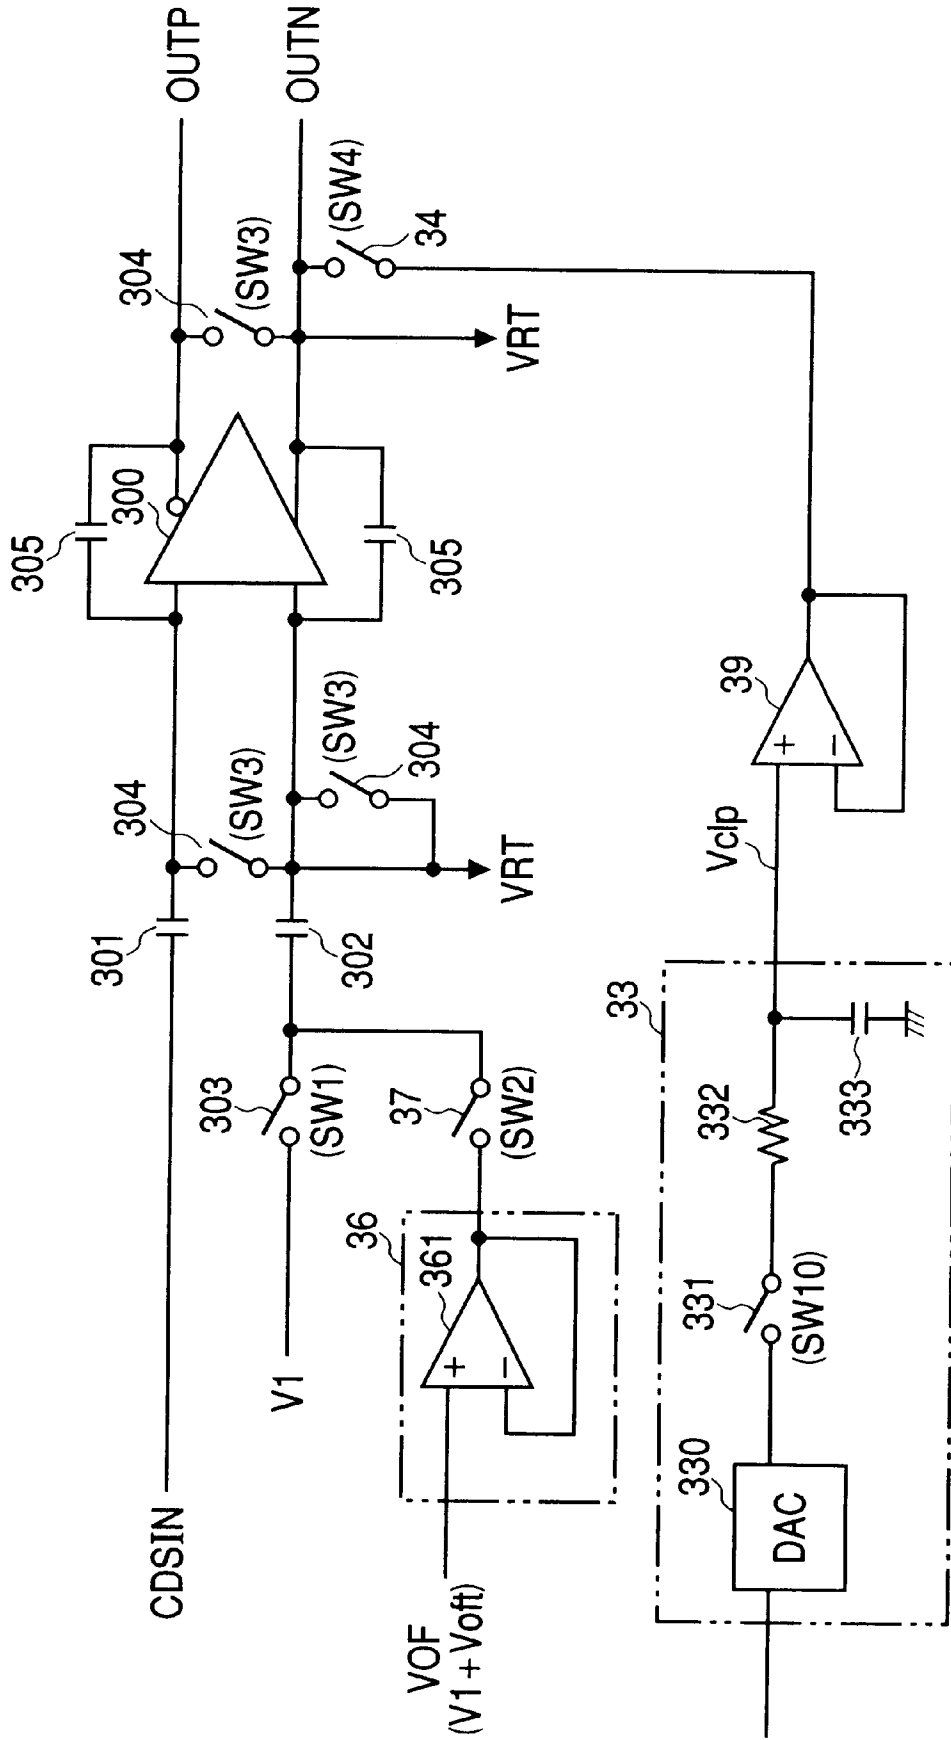 OUTP
OUTN
304
(SW3)
(SW4)
34
VRT
305
300
305
304
(SW3)
(SW3)
304
VRT
39
+
−
Vclp
301
302
303
(SW1)
37
(SW2)
V1
36
361
+
−
33
332
333
331
(SW10)
330
DAC
CDSIN
VOF
(V1+Voft)